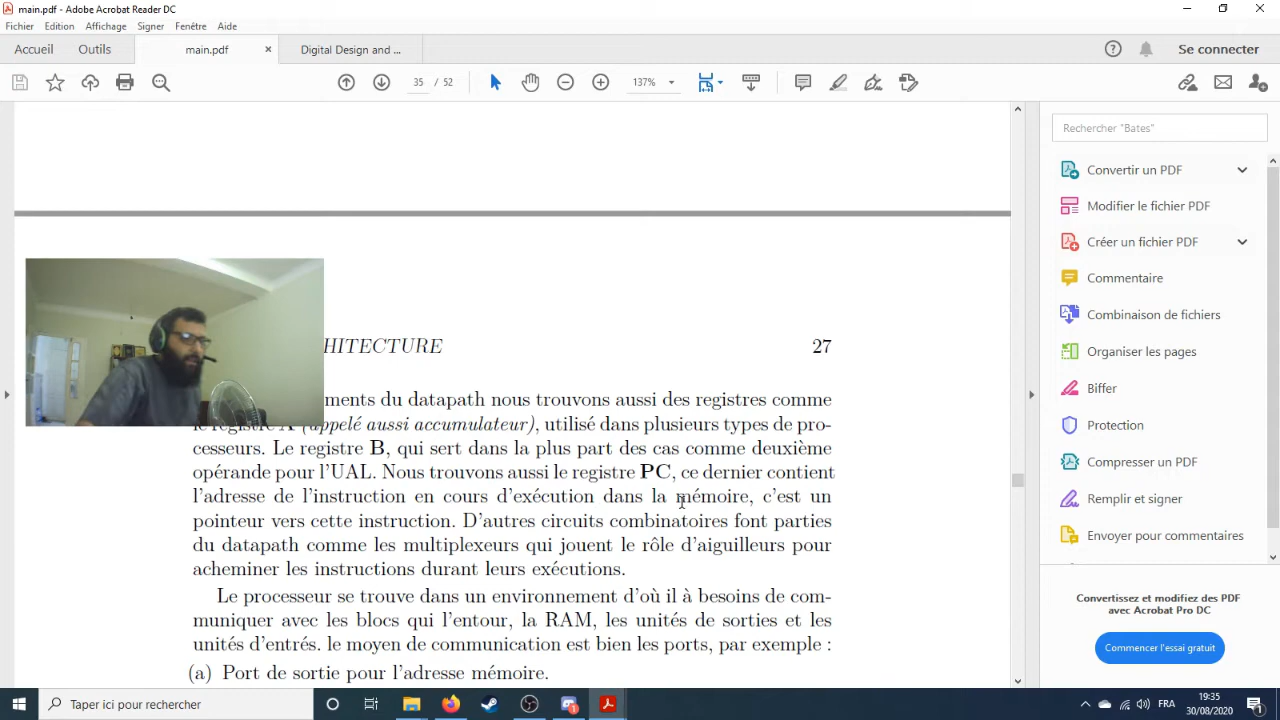 main.pdf - Adobe Acrobat Reader DC
Fichier Edition Affichage Signer Fenêtre Aide
Accueil Outils main.pdf × Digital Design and ... Se connecter
35 / 52 137%
Rechercher "Bates"
Convertir un PDF
Modifier le fichier PDF
Créer un fichier PDF
Commentaire
Combinaison de fichiers
Organiser les pages
Biffer
Protection
Compresser un PDF
Remplir et signer
Envoyer pour commentaires
Convertissez et modifiez des PDF
avec Acrobat Pro DC
Commencer l'essai gratuit
HITECTURE 27
ments du datapath nous trouvons aussi des registres comme
le registre A (appelé aussi accumulateur), utilisé dans plusieurs types de pro-
cesseurs. Le registre B, qui sert dans la plus part des cas comme deuxième
opérande pour l'UAL. Nous trouvons aussi le registre PC, ce dernier contient
l'adresse de l'instruction en cours d'exécution dans la mémoire, c'est un
pointeur vers cette instruction. D'autres circuits combinatoires font parties
du datapath comme les multiplexeurs qui jouent le rôle d'aiguilleurs pour
acheminer les instructions durant leurs exécutions.
Le processeur se trouve dans un environnement d'où il à besoins de com-
muniquer avec les blocs qui l'entour, la RAM, les unités de sorties et les
unités d'entrés. le moyen de communication est bien les ports, par exemple :
(a) Port de sortie pour l'adresse mémoire.
Taper ici pour rechercher
FRA
19:35
30/08/2020
1